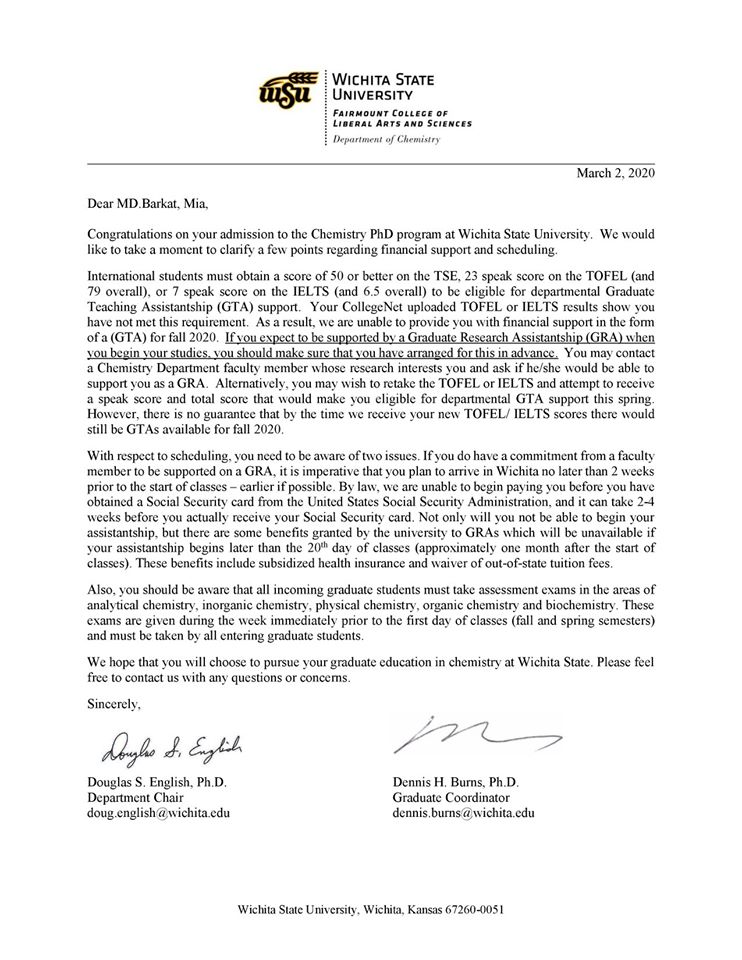 WSU
WICHITA STATE
UNIVERSITY
FAIRMOUNT COLLEGE OF
LIBERAL ARTS AND SCIENCES
Department of Chemistry
March 2, 2020
Dear MD.Barkat, Mia,
Congratulations on your admission to the Chemistry PhD program at Wichita State University. We would
like to take a moment to clarify a few points regarding financial support and scheduling.
International students must obtain a score of 50 or better on the TSE, 23 speak score on the TOFEL (and
79 overall), or 7 speak score on the IELTS (and 6.5 overall) to be eligible for departmental Graduate
Teaching Assistantship (GTA) support. Your CollegeNet uploaded TOFEL or IELTS results show you
have not met this requirement. As a result, we are unable to provide you with financial support in the form
of a (GTA) for fall 2020. If you expect to be supported by a Graduate Research Assistantship (GRA) when
you begin your studies, you should make sure that you have arranged for this in advance. You may contact
a Chemistry Department faculty member whose research interests you and ask if he/she would be able to
support you as a GRA. Alternatively, you may wish to retake the TOFEL or IELTS and attempt to receive
a speak score and total score that would make you eligible for departmental GTA support this spring.
However, there is no guarantee that by the time we receive your new TOFEL/ IELTS scores there would
still be GTAs available for fall 2020.
With respect to scheduling, you need to be aware of two issues. If you do have a commitment from a faculty
member to be supported on a GRA, it is imperative that you plan to arrive in Wichita no later than 2 weeks
prior to the start of classes – earlier if possible. By law, we are unable to begin paying you before you have
obtained a Social Security card from the United States Social Security Administration, and it can take 2-4
weeks before you actually receive your Social Security card. Not only will you not be able to begin your
assistantship, but there are some benefits granted by the university to GRAs which will be unavailable if
your assistantship begins later than the 20th day of classes (approximately one month after the start of
classes). These benefits include subsidized health insurance and waiver of out-of-state tuition fees.
Also, you should be aware that all incoming graduate students must take assessment exams in the areas of
analytical chemistry, inorganic chemistry, physical chemistry, organic chemistry and biochemistry. These
exams are given during the week immediately prior to the first day of classes (fall and spring semesters)
and must be taken by all entering graduate students.
We hope that you will choose to pursue your graduate education in chemistry at Wichita State. Please feel
free to contact us with any questions or concerns.
Sincerely,
Douglas S. English
Douglas S. English, Ph.D.
Department Chair
doug.english@wichita.edu
Dennis H. Burns, Ph.D.
Graduate Coordinator
dennis.burns@wichita.edu
Wichita State University, Wichita, Kansas 67260-0051